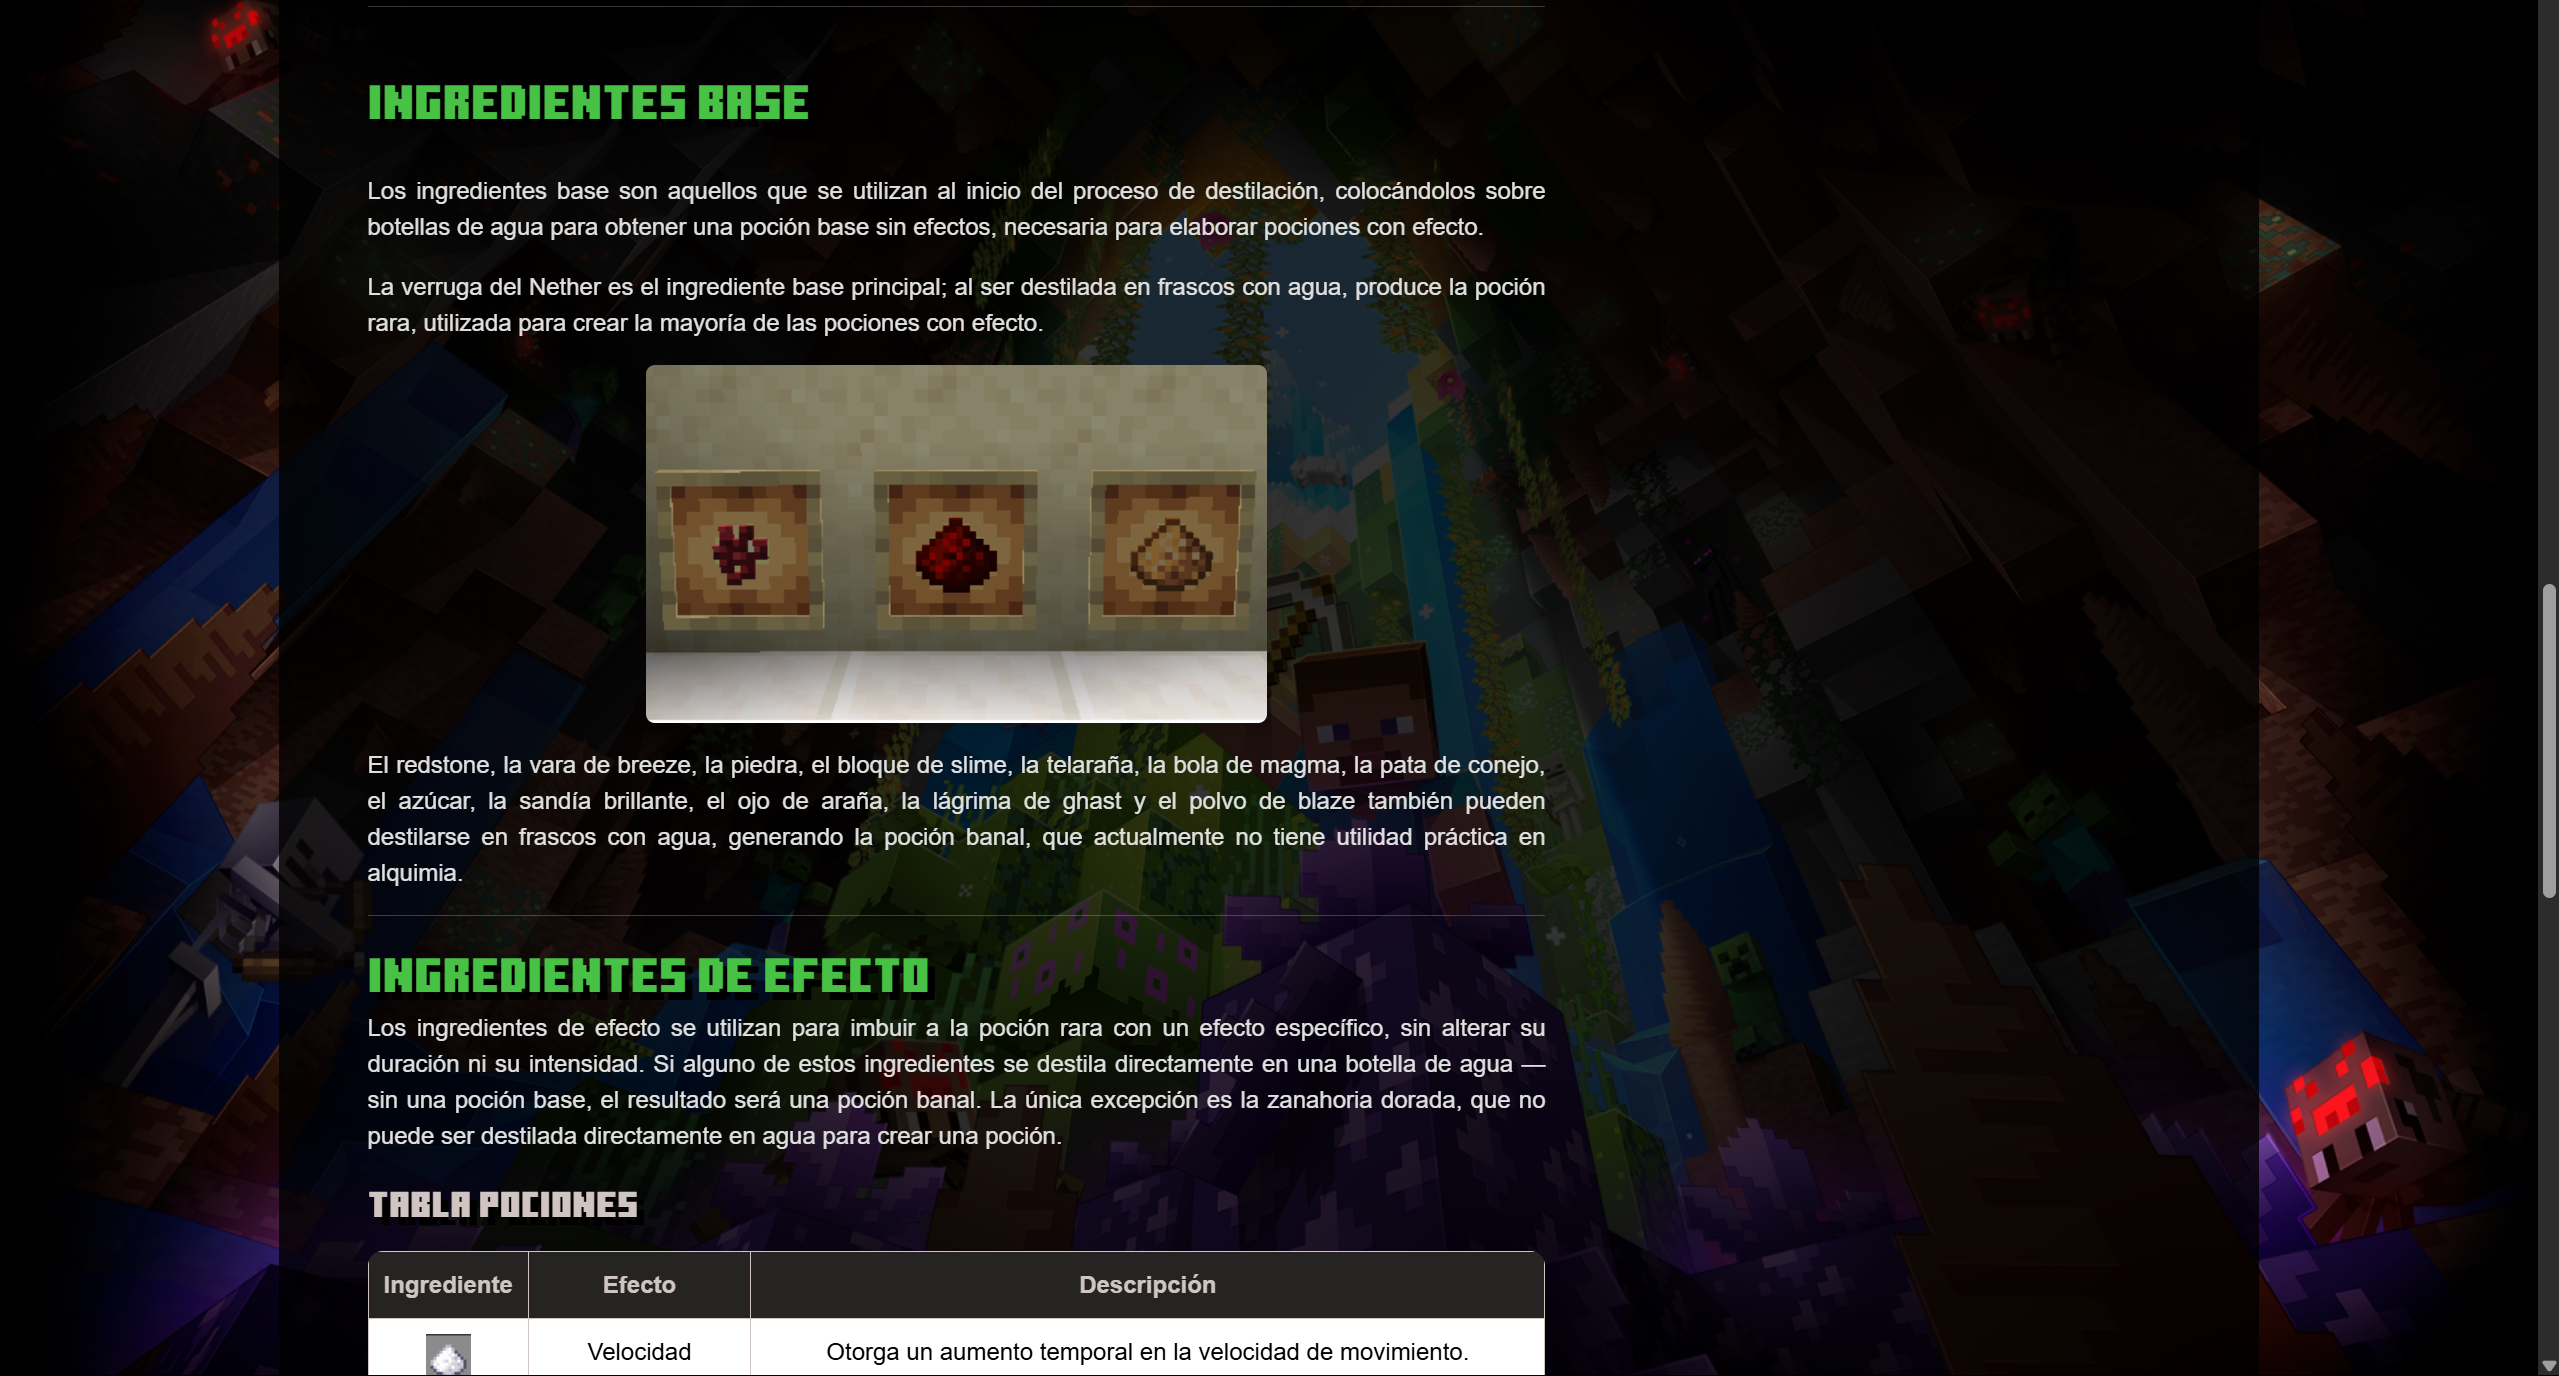 INGREDIENTES BASE
Los ingredientes base son aquellos que se utilizan al inicio del proceso de destilación, colocándolos sobre
botellas de agua para obtener una poción base sin efectos, necesaria para elaborar pociones con efecto.
La verruga del Nether es el ingrediente base principal; al ser destilada en frascos con agua, produce la poción
rara, utilizada para crear la mayoría de las pociones con efecto.
El redstone, la vara de breeze, la piedra, el bloque de slime, la telaraña, la bola de magma, la pata de conejo,
el azúcar, la sandía brillante, el ojo de araña, la lágrima de ghast y el polvo de blaze también pueden
destilarse en frascos con agua, generando la poción banal, que actualmente no tiene utilidad práctica en
alquimia.
INGREDIENTES DE EFECTO
Los ingredientes de efecto se utilizan para imbuir a la poción rara con un efecto específico, sin alterar su
duración ni su intensidad. Si alguno de estos ingredientes se destila directamente en una botella de agua —
sin una poción base, el resultado será una poción banal. La única excepción es la zanahoria dorada, que no
puede ser destilada directamente en agua para crear una poción.
TABLA POCIONES
Ingrediente Efecto Descripción
Velocidad Otorga un aumento temporal en la velocidad de movimiento.